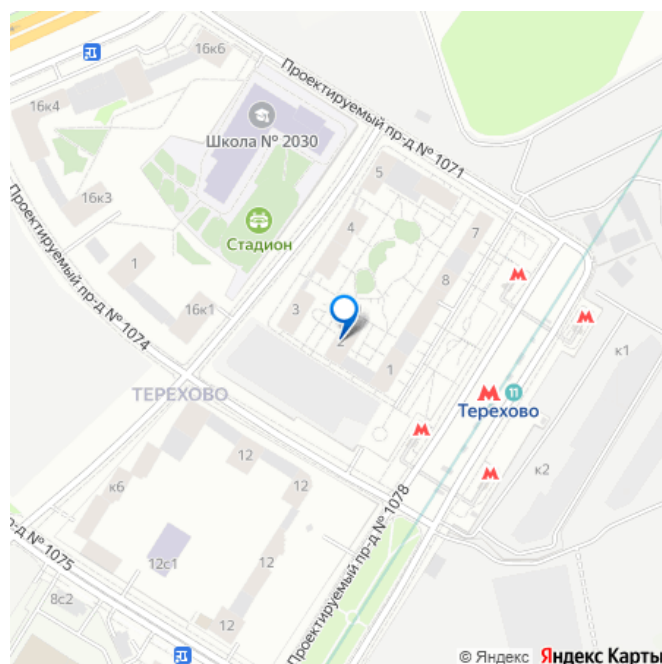 16к6
16к4
Школа № 2030
Проектируемый пр-д № 1071
5
16к3
Стадион
4
7
1
8
Проектируемый пр-д № 1074
16к1
3
2
к1
1
ТЕРЕХОВО
11
Терехово
12
к6
12
к2
Проектируемый пр-д № 1078
р-д № 1075
12с1
12
8с2
12
© Яндекс Яндекс Карты